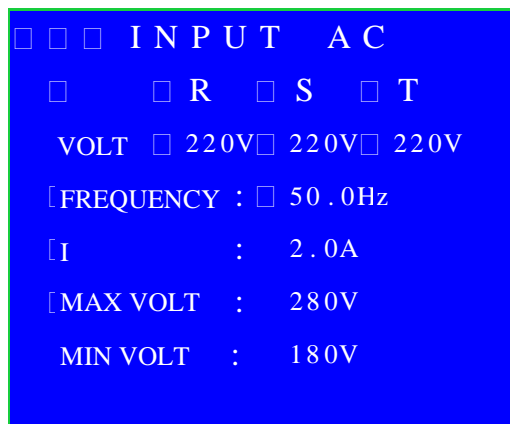 INPUT AC
R S T
VOLT 220V 220V 220V
FREQUENCY : 50.0Hz
I : 2.0A
MAX VOLT : 280V
MIN VOLT : 180V